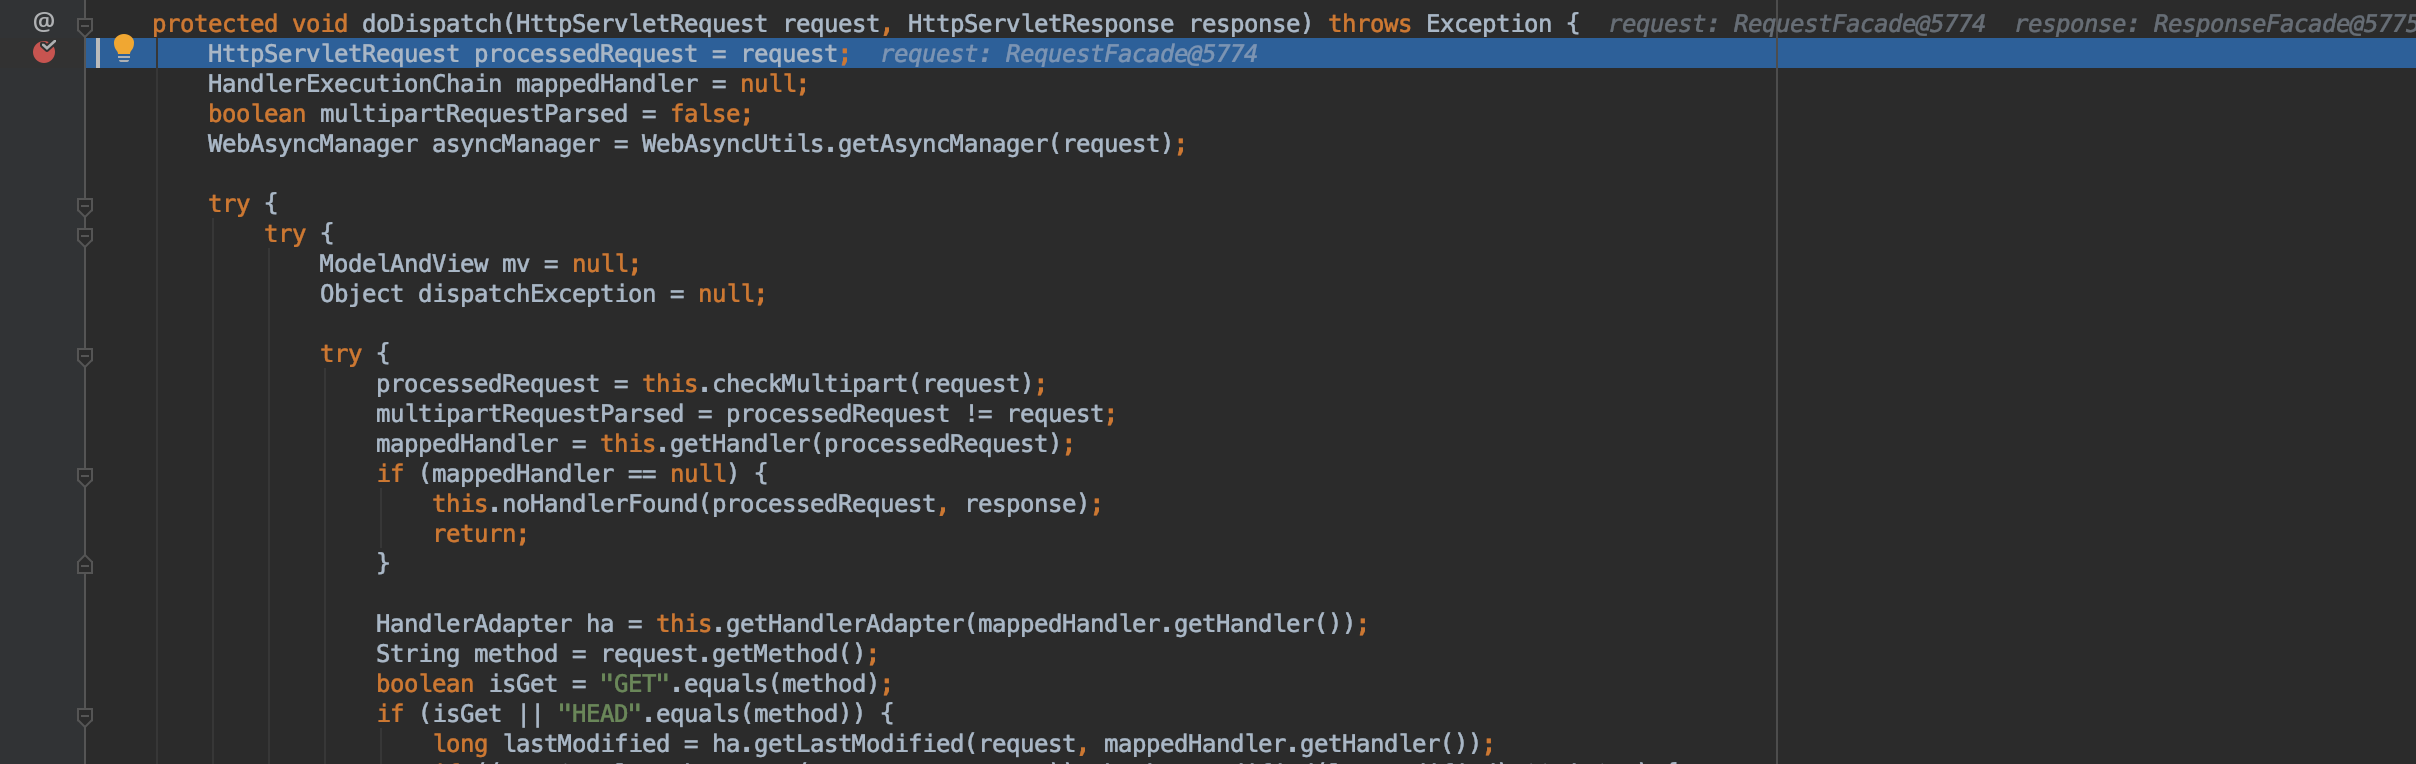 @ protected void doDispatch(HttpServletRequest request, HttpServletResponse response) throws Exception { request: RequestFacade@5774 response: ResponseFacade@5775
HttpServletRequest processedRequest = request; request: RequestFacade@5774
HandlerExecutionChain mappedHandler = null;
boolean multipartRequestParsed = false;
WebAsyncManager asyncManager = WebAsyncUtils.getAsyncManager(request);
try {
try {
ModelAndView mv = null;
Object dispatchException = null;
try {
processedRequest = this.checkMultipart(request);
multipartRequestParsed = processedRequest != request;
mappedHandler = this.getHandler(processedRequest);
if (mappedHandler == null) {
this.noHandlerFound(processedRequest, response);
return;
}
HandlerAdapter ha = this.getHandlerAdapter(mappedHandler.getHandler());
String method = request.getMethod();
boolean isGet = "GET".equals(method);
if (isGet || "HEAD".equals(method)) {
long lastModified = ha.getLastModified(request, mappedHandler.getHandler());